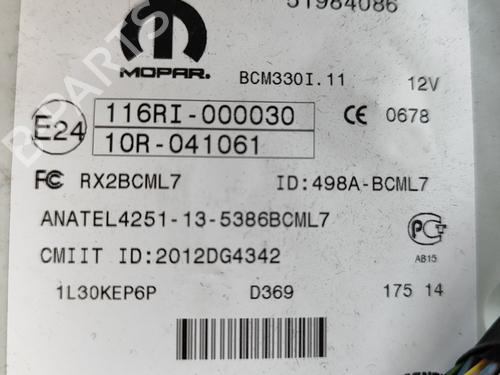 51984086
MOPAR.
BCM330I.11 12V
E24 116RI-000030 CE 0678
10R-041061
FC RX2BCML7 ID:498A-BCML7
ANATEL4251-13-5386BCML7
CMIIT ID:2012DG4342
AB15
1L30KEP6P D369 175 14